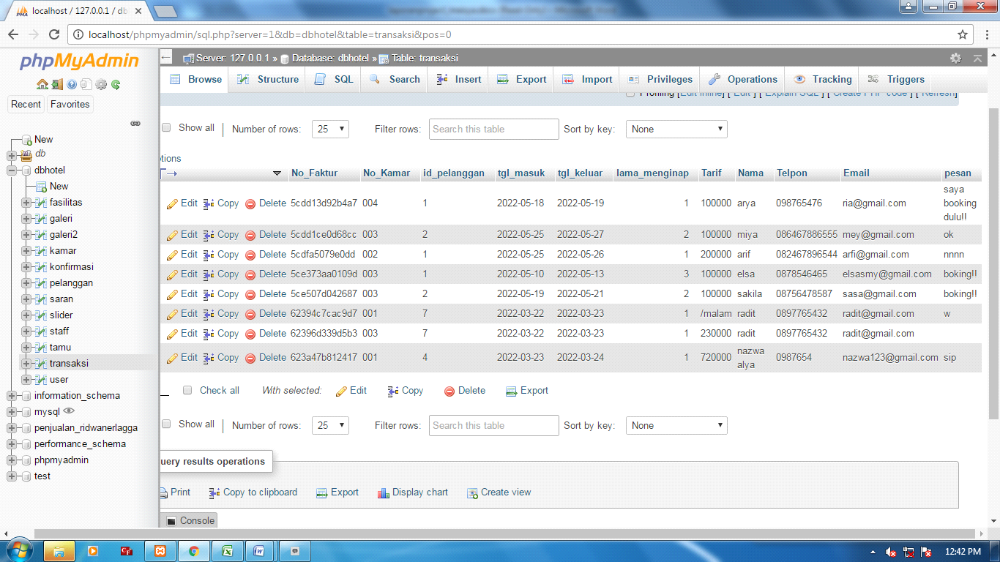 localhost / 127.0.0.1 / db
localhost/phpmyadmin/sql.php?server=1&db=dbhotel&table=transaksi&pos=0
phpMyAdmin
Server: 127.0.0.1 » Database: dbhotel » Table: transaksi
Browse Structure SQL Search Insert Export Import Privileges Operations Tracking Triggers
Recent Favorites
Profiling [Edit inline] [ Edit ] [ Explain SQL ] [ Create PHP code ] [ Refresh]
Show all | Number of rows: 25 Filter rows: Search this table Sort by key: None
New
db
dbhotel
New
fasilitas
galeri
galeri2
kamar
konfirmasi
pelanggan
saran
slider
staff
tamu
transaksi
user
information_schema
mysql
penjualan_ridwanerlagga
performance_schema
phpmyadmin
test
tions
No_Faktur No_Kamar id_pelanggan tgl_masuk tgl_keluar lama_menginap Tarif Nama Telpon Email pesan
Edit Copy Delete 5cdd13d92b4a7 004 1 2022-05-18 2022-05-19 1 100000 arya 098765476 ria@gmail.com saya
booking
dulu!!
Edit Copy Delete 5cdd1ce0d68cc 003 2 2022-05-25 2022-05-27 2 100000 miya 086467886555 mey@gmail.com ok
Edit Copy Delete 5cdfa5079e0dd 002 1 2022-05-25 2022-05-26 1 200000 arif 082467896544 arfi@gmail.com nnnn
Edit Copy Delete 5ce373aa0109d 003 1 2022-05-10 2022-05-13 3 100000 elsa 0878546465 elsasmy@gmail.com boking!!
Edit Copy Delete 5ce507d042687 003 2 2022-05-19 2022-05-21 2 100000 sakila 08756478587 sasa@gmail.com boking!!
Edit Copy Delete 62394c7cac9d7 001 7 2022-03-22 2022-03-23 1 /malam radit 0897765432 radit@gmail.com w
Edit Copy Delete 62396d339d5b3 003 7 2022-03-22 2022-03-23 1 230000 radit 0897765432 radit@gmail.com
Edit Copy Delete 623a47b812417 001 4 2022-03-23 2022-03-24 1 720000 nazwa
alya 0987654 nazwa123@gmail.com sip
Check all With selected: Edit Copy Delete Export
Show all | Number of rows: 25 Filter rows: Search this table Sort by key: None
uery results operations
Print Copy to clipboard Export Display chart Create view
Console
12:42 PM